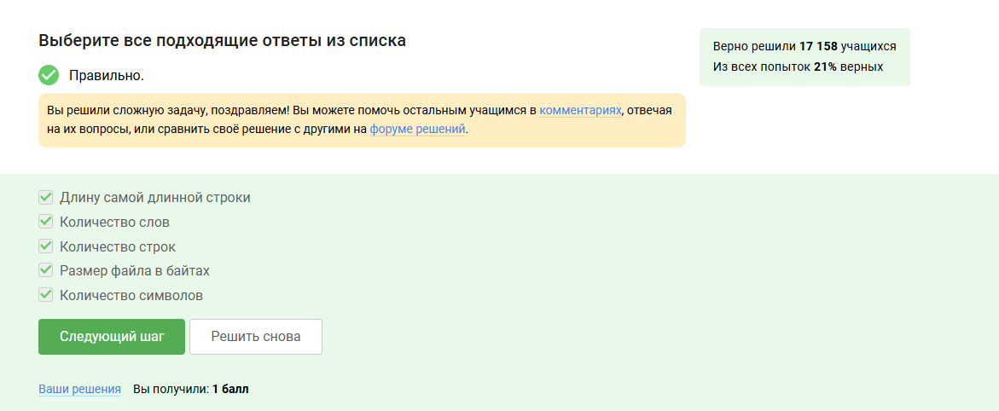 Выберите все подходящие ответы из списка
Правильно.
Вы решили сложную задачу, поздравляем! Вы можете помочь остальным учащимся в комментариях, отвечая
на их вопросы, или сравнить своё решение с другими на форуме решений.
Верно решили 17 158 учащихся
Из всех попыток 21% верных
Длину самой длинной строки
Количество слов
Количество строк
Размер файла в байтах
Количество символов
Следующий шаг Решить снова
Ваши решения Вы получили: 1 балл